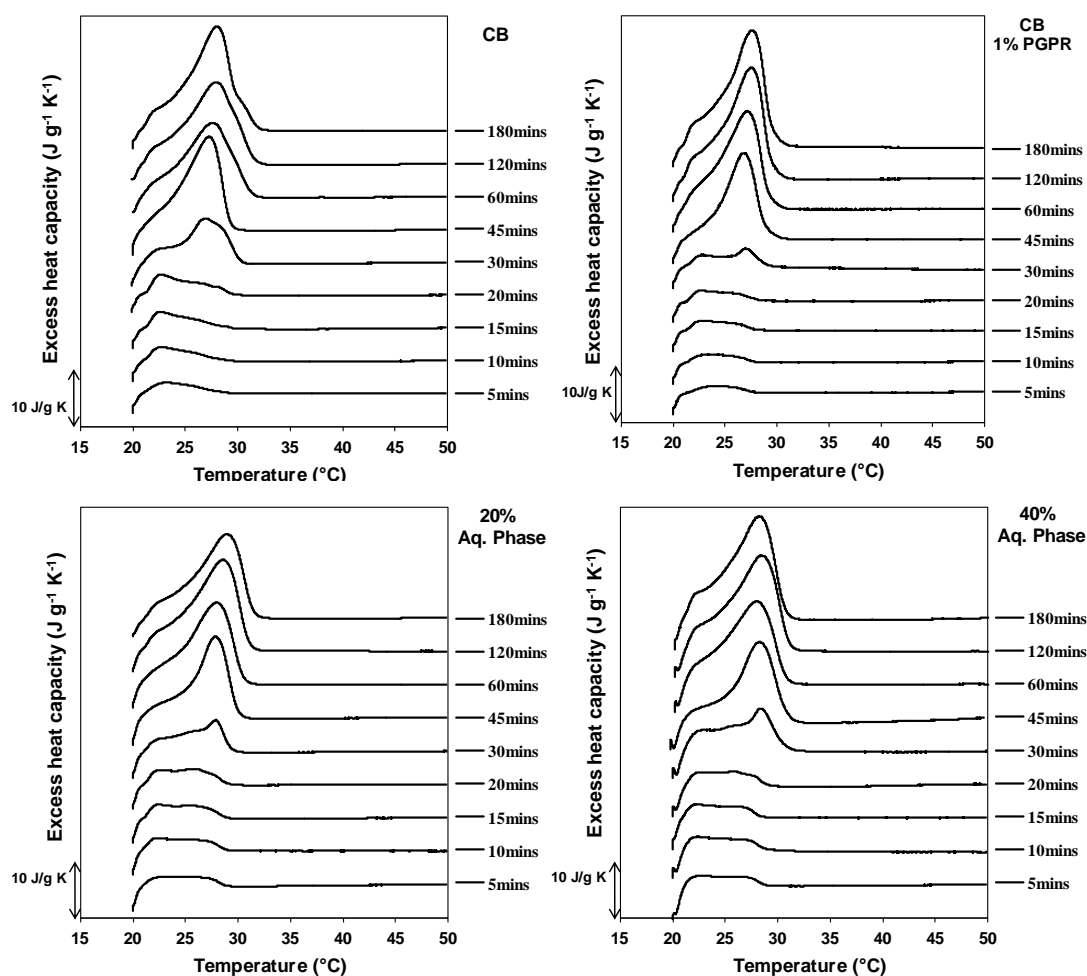 CB
Excess heat capacity (J g⁻¹ K⁻¹)
180mins
120mins
60mins
45mins
30mins
20mins
15mins
10mins
5mins
10 J/g K
15 20 25 30 35 40 45 50
Temperature (°C)
CB
1% PGPR
Excess heat capacity (J g⁻¹ K⁻¹)
180mins
120mins
60mins
45mins
30mins
20mins
15mins
10mins
5mins
10J/g K
15 20 25 30 35 40 45 50
Temperature (°C)
20%
Aq. Phase
Excess heat capacity (J g⁻¹ K⁻¹)
180mins
120mins
60mins
45mins
30mins
20mins
15mins
10mins
5mins
10 J/g K
15 20 25 30 35 40 45 50
Temperature (°C)
40%
Aq. Phase
Excess heat capacity (J g⁻¹ K⁻¹)
180mins
120mins
60mins
45mins
30mins
20mins
15mins
10mins
5mins
10 J/g K
15 20 25 30 35 40 45 50
Temperature (°C)